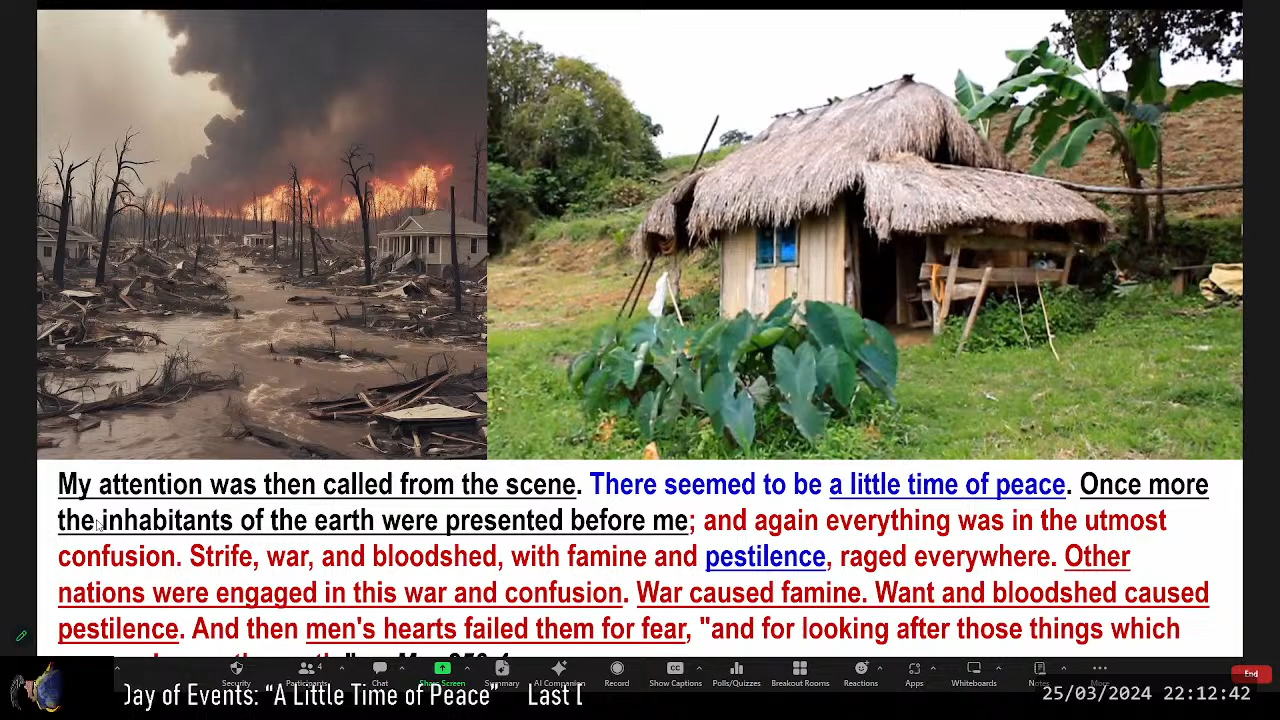 My attention was then called from the scene. There seemed to be a little time of peace. Once more
the inhabitants of the earth were presented before me; and again everything was in the utmost
confusion. Strife, war, and bloodshed, with famine and pestilence, raged everywhere. Other
nations were engaged in this war and confusion. War caused famine. Want and bloodshed caused
pestilence. And then men's hearts failed them for fear, "and for looking after those things which
Security Participants 4 Chat Share Screen Summary AI Companion Record Show Captions Polls/Quizzes Breakout Rooms Reactions Apps Whiteboards Notes More End
Day of Events: “A Little Time of Peace” Last
25/03/2024 22:12:42